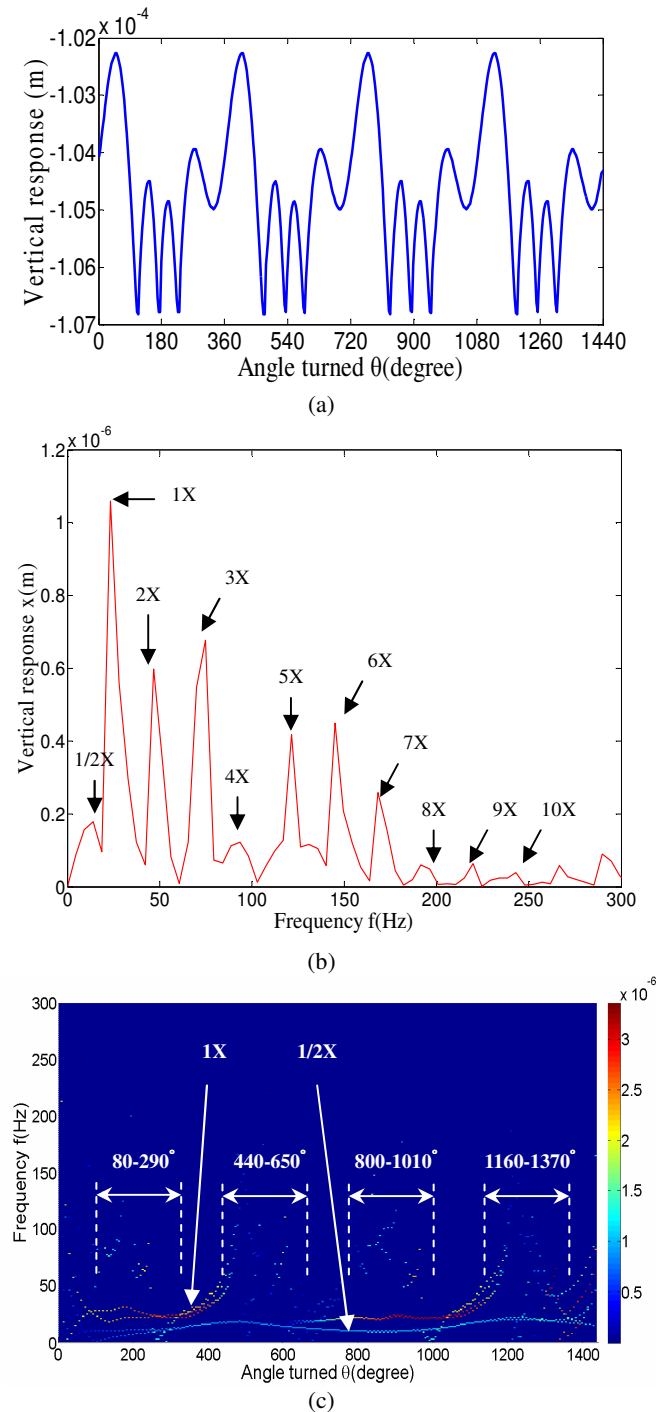 x 10⁻⁴
-1.02
-1.03
-1.04
-1.05
-1.06
-1.07
Vertical response (m)
0 180 360 540 720 900 1080 1260 1440
Angle turned θ(degree)
(a)
x 10⁻⁶
1.2
1
0.8
0.6
0.4
0.2
0
Vertical response x(m)
1X
2X
3X
5X
6X
1/2X
4X
7X
8X
9X
10X
0 50 100 150 200 250 300
Frequency f(Hz)
(b)
x 10⁻⁶
300
250
200
150
100
50
0
Frequency f(Hz)
1X
1/2X
80-290°
440-650°
800-1010°
1160-1370°
3
2.5
2
1.5
1
0.5
0 200 400 600 800 1000 1200 1400
Angle turned θ(degree)
(c)